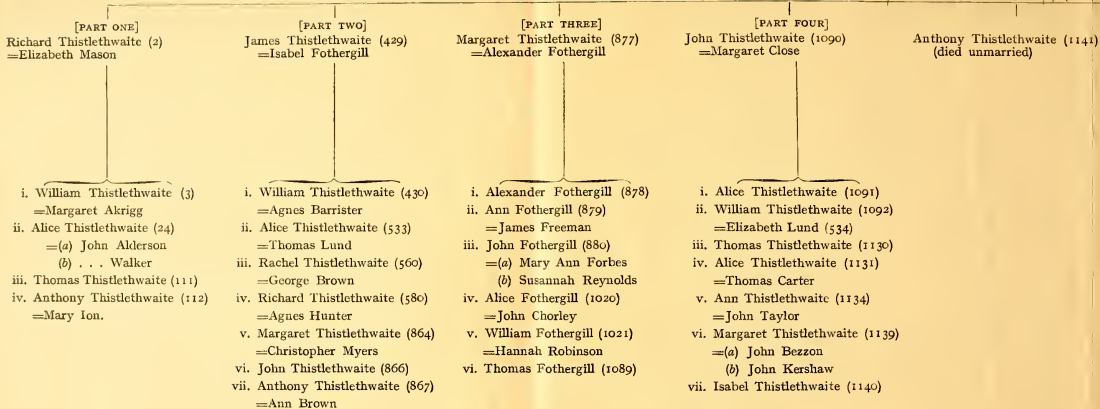 [PART ONE]
Richard Thistlethwaite (2)
=Elizabeth Mason
i. William Thistlethwaite (3)
=Margaret Akrigg
ii. Alice Thistlethwaite (24)
=(a) John Alderson
(b) . . . Walker
iii. Thomas Thistlethwaite (111)
iv. Anthony Thistlethwaite (112)
=Mary Ion.
[PART TWO]
James Thistlethwaite (429)
=Isabel Fothergill
i. William Thistlethwaite (430)
=Agnes Barrister
ii. Alice Thistlethwaite (533)
=Thomas Lund
iii. Rachel Thistlethwaite (560)
=George Brown
iv. Richard Thistlethwaite (580)
=Agnes Hunter
v. Margaret Thistlethwaite (864)
=Christopher Myers
vi. John Thistlethwaite (866)
vii. Anthony Thistlethwaite (867)
=Ann Brown
[PART THREE]
Margaret Thistlethwaite (877)
=Alexander Fothergill
i. Alexander Fothergill (878)
ii. Ann Fothergill (879)
=James Freeman
iii. John Fothergill (880)
=(a) Mary Ann Forbes
(b) Susannah Reynolds
iv. Alice Fothergill (1020)
=John Chorley
v. William Fothergill (1021)
=Hannah Robinson
vi. Thomas Fothergill (1089)
[PART FOUR]
John Thistlethwaite (1090)
=Margaret Close
i. Alice Thistlethwaite (1091)
ii. William Thistlethwaite (1092)
=Elizabeth Lund (534)
iii. Thomas Thistlethwaite (1130)
iv. Alice Thistlethwaite (1131)
=Thomas Carter
v. Ann Thistlethwaite (1134)
=John Taylor
vi. Margaret Thistlethwaite (1139)
=(a) John Bezzon
(b) John Kershaw
vii. Isabel Thistlethwaite (1140)
Anthony Thistlethwaite (1141)
(died unmarried)